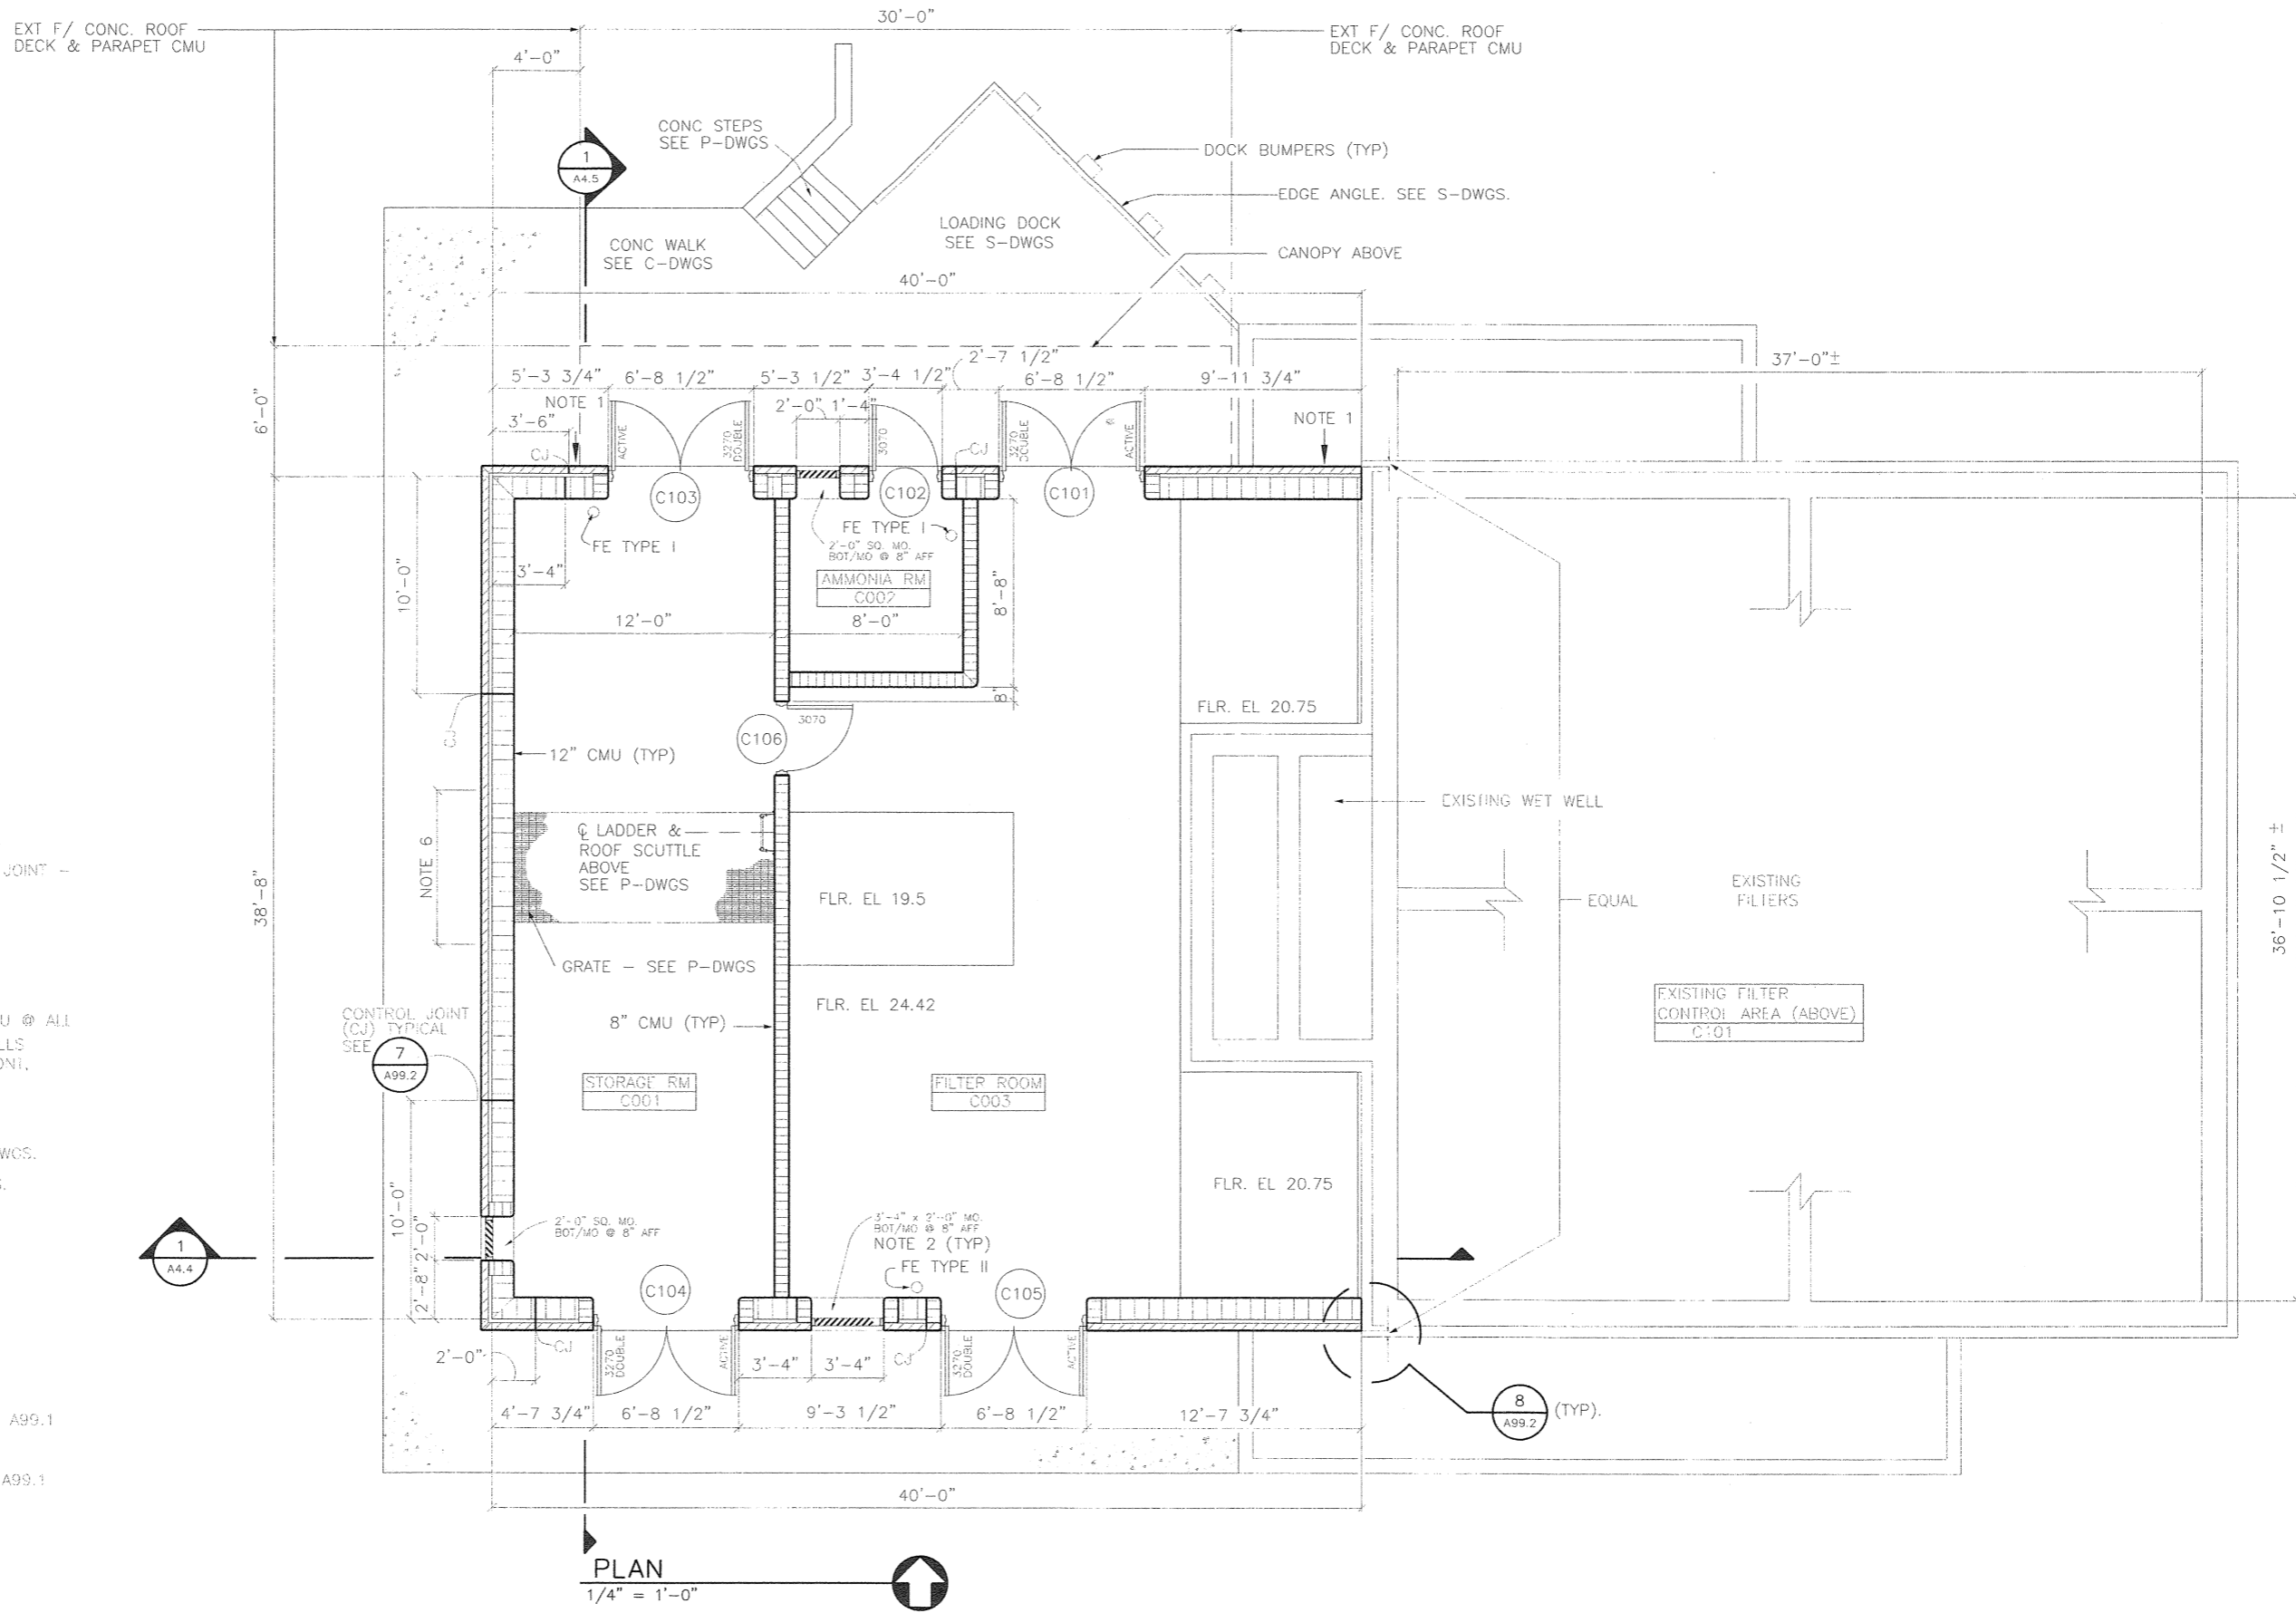 EXT F/ CONC. ROOF
DECK & PARAPET CMU
30'-0"
EXT F/ CONC. ROOF
DECK & PARAPET CMU
4'-0"
CONC STEPS
SEE P-DWGS
1
A4.5
DOCK BUMPERS (TYP)
EDGE ANGLE. SEE S-DWGS.
LOADING DOCK
SEE S-DWGS
CONC WALK
SEE C-DWGS
CANOPY ABOVE
40'-0"
2'-7 1/2"
37'-0"±
5'-3 3/4"
6'-8 1/2"
5'-3 1/2"
3'-4 1/2"
6'-8 1/2"
9'-11 3/4"
6'-0"
NOTE 1
2'-0"
1'-4"
NOTE 1
3'-6"
ACTIVE
3270
DOUBLE
3070
3270
DOUBLE
ACTIVE
CJ
CJ
C103
C102
C101
FE TYPE I
FE TYPE I
2'-0" SQ. MO.
BOT/MO @ 8" AFF
3'-4"
AMMONIA RM
C002
10'-0"
8'-8"
12'-0"
8'-0"
8"
FLR. EL 20.75
3070
CJ
C106
12" CMU (TYP)
EXISTING WET WELL
℄ LADDER &
ROOF SCUTTLE
ABOVE
SEE P-DWGS
NOTE 6
JOINT -
38'-8"
36'-10 1/2" ±
FLR. EL 19.5
EQUAL
EXISTING
FILTERS
GRATE - SEE P-DWGS
FLR. EL 24.42
EXISTING FILTER
CONTROL AREA (ABOVE)
C101
U @ ALL
LLS
ONT,
CONTROL JOINT
(CJ) TYPICAL
SEE
7
A99.2
8" CMU (TYP)
STORAGE RM
C001
FILTER ROOM
C003
WGS.
S.
FLR. EL 20.75
10'-0"
2'-0"
2'-8"
2'-0" SQ. MO.
BOT/MO @ 8" AFF
3'-4" x 2'-0" MO.
BOT/MO @ 8" AFF
NOTE 2 (TYP)
FE TYPE II
1
A4.4
C104
C105
2'-0"
CJ
3270
DOUBLE
ACTIVE
3'-4"
3'-4"
CJ
3270
DOUBLE
ACTIVE
4'-7 3/4"
6'-8 1/2"
9'-3 1/2"
6'-8 1/2"
12'-7 3/4"
8
A99.2
(TYP).
A99.1
A99.1
40'-0"
PLAN
1/4" = 1'-0"